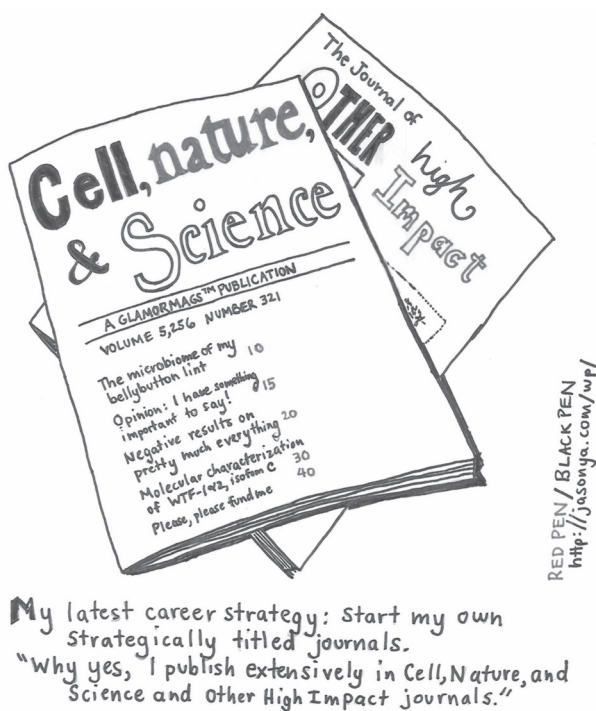 The Journal of
OTHER
high
Impact
Cell, nature,
& Science
A GLAMORMAGS™ PUBLICATION
VOLUME 5,256 NUMBER 321
The microbiome of my 10
bellybutton lint
Opinion: I have something 15
important to say!
Negative results on 20
pretty much everything
Molecular characterization 30
of WTF-1α2, isoform C
Please, please fund me 40
RED PEN/BLACK PEN
http://jasonya.com/wp/
My latest career strategy: Start my own
strategically titled journals.
"Why yes, I publish extensively in Cell, Nature, and
Science and Other High Impact journals."